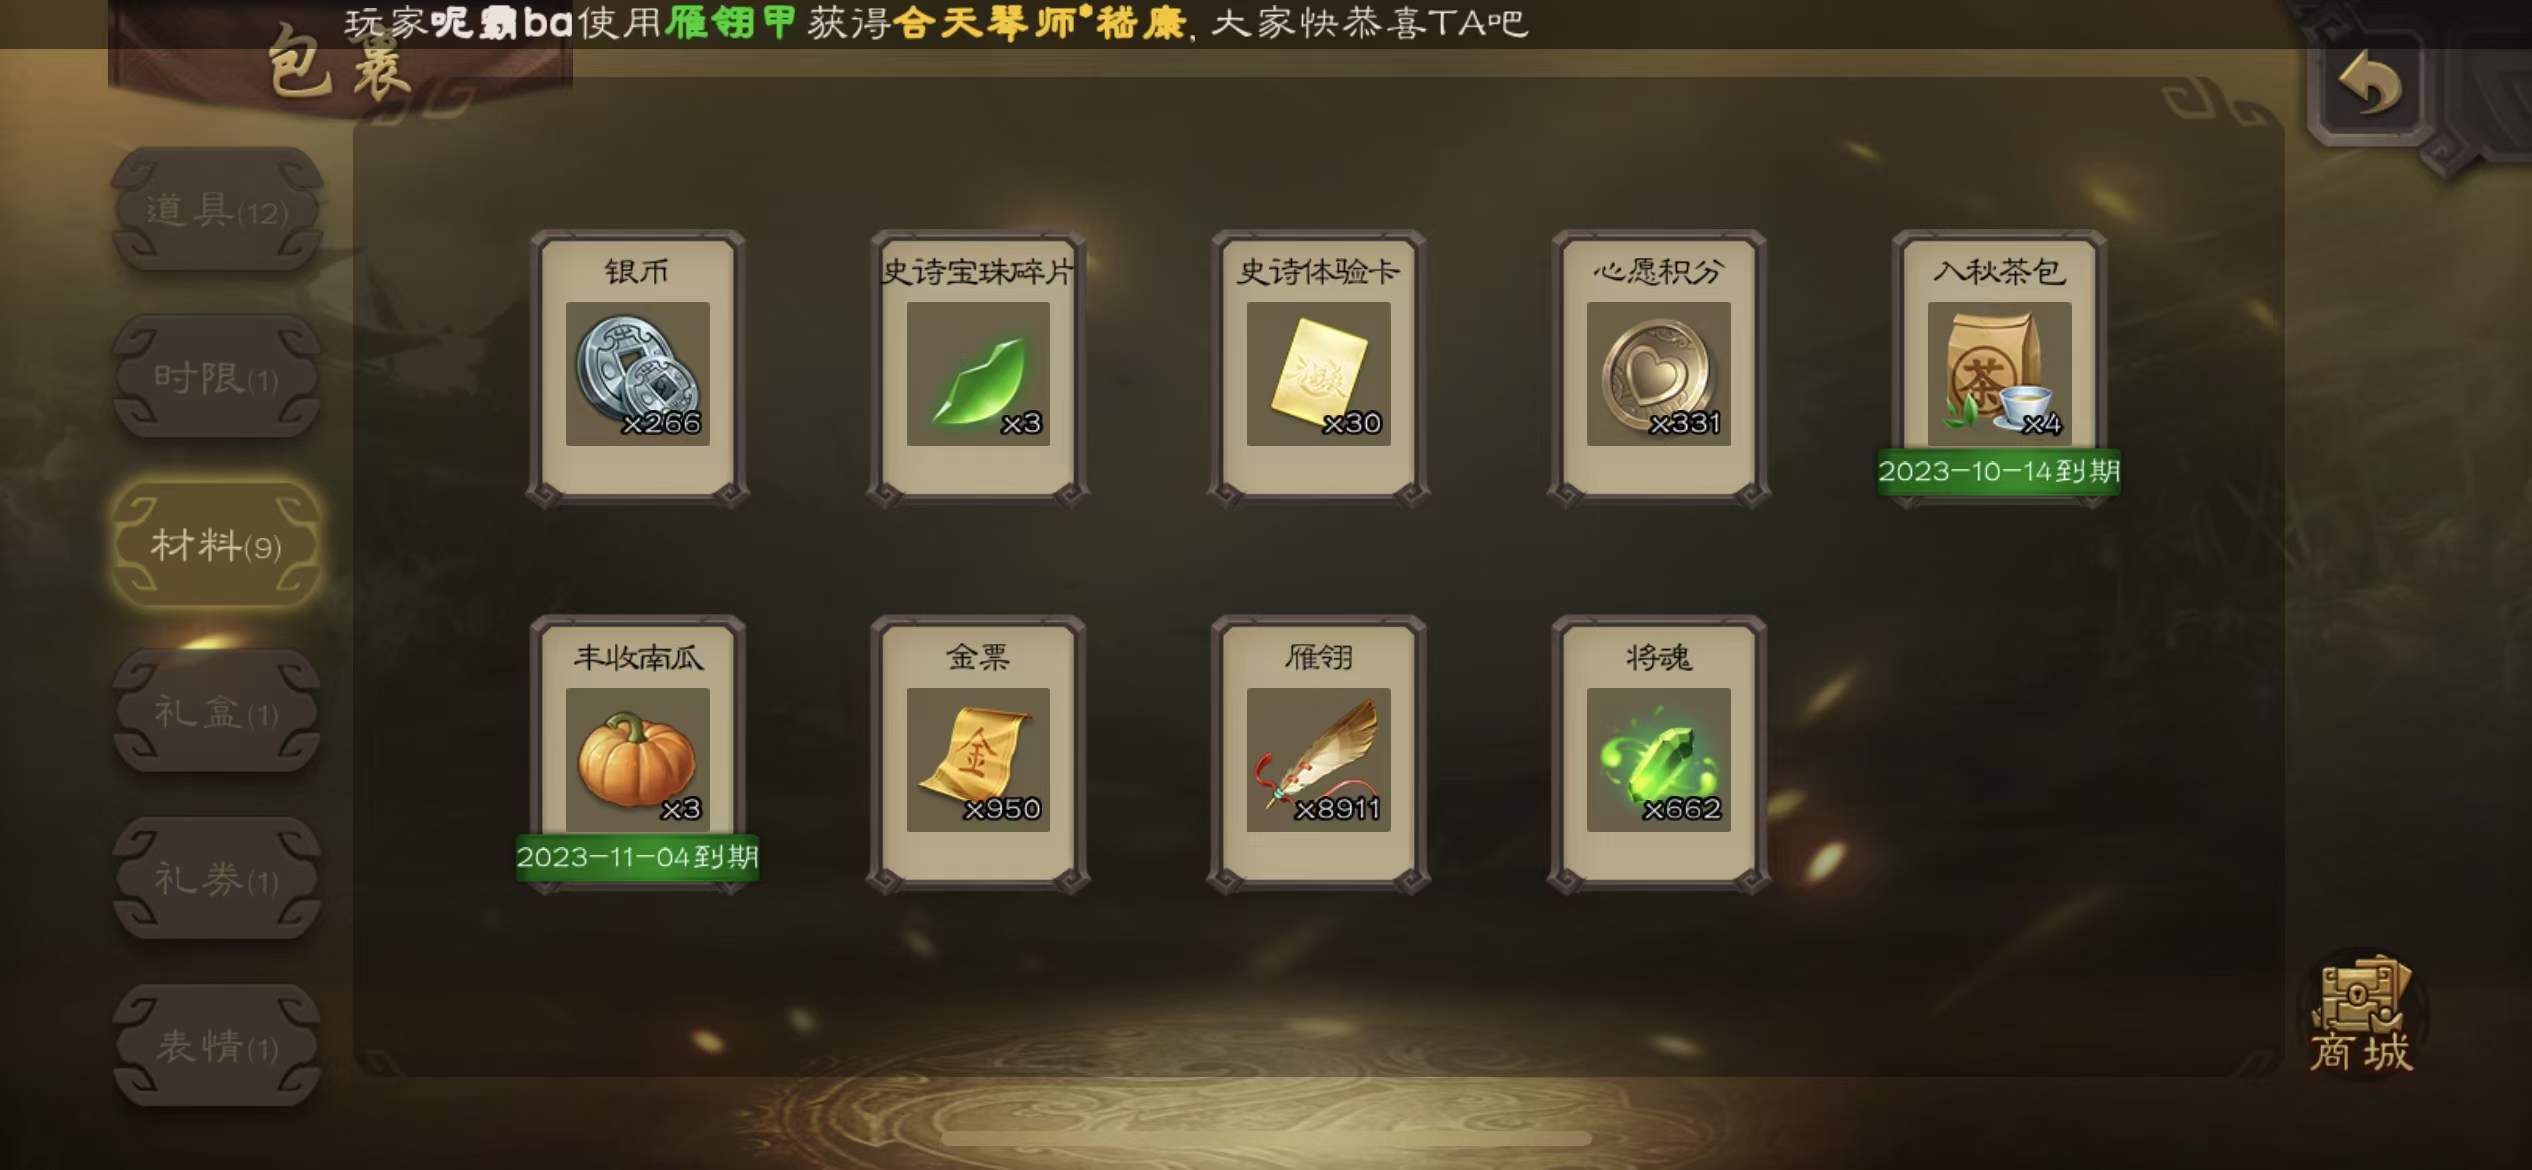 玩家呢霸ba使用雁翎甲获得合天琴师*嵇康,大家快恭喜TA吧
包裹
道具(12)
时限(1)
材料(9)
礼盒(1)
礼券(1)
表情(1)
银币
x266
史诗宝珠碎片
x3
史诗体验卡
x30
心愿积分
x331
入秋茶包
茶
x4
2023-10-14到期
丰收南瓜
x3
2023-11-04到期
金票
金
x950
雁翎
x8911
将魂
x662
商城